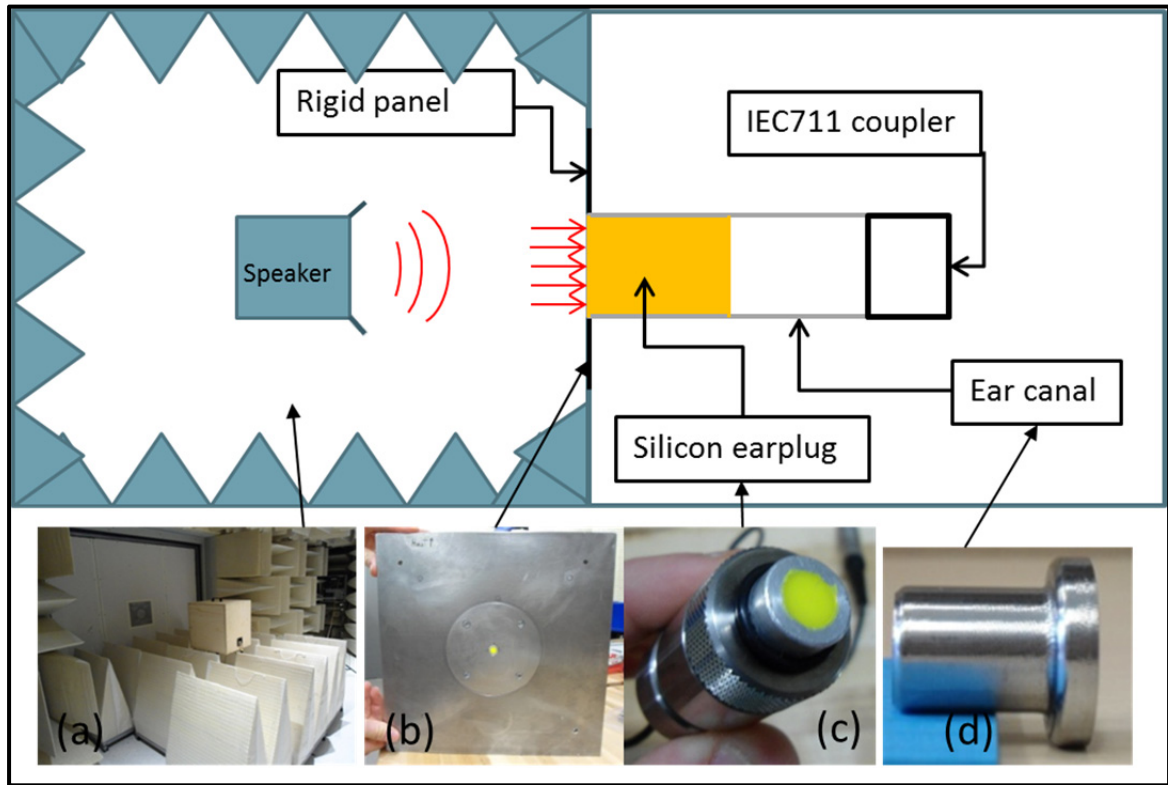 Rigid panel
IEC711 coupler
Speaker
Ear canal
Silicon earplug
(a)
(b)
(c)
(d)